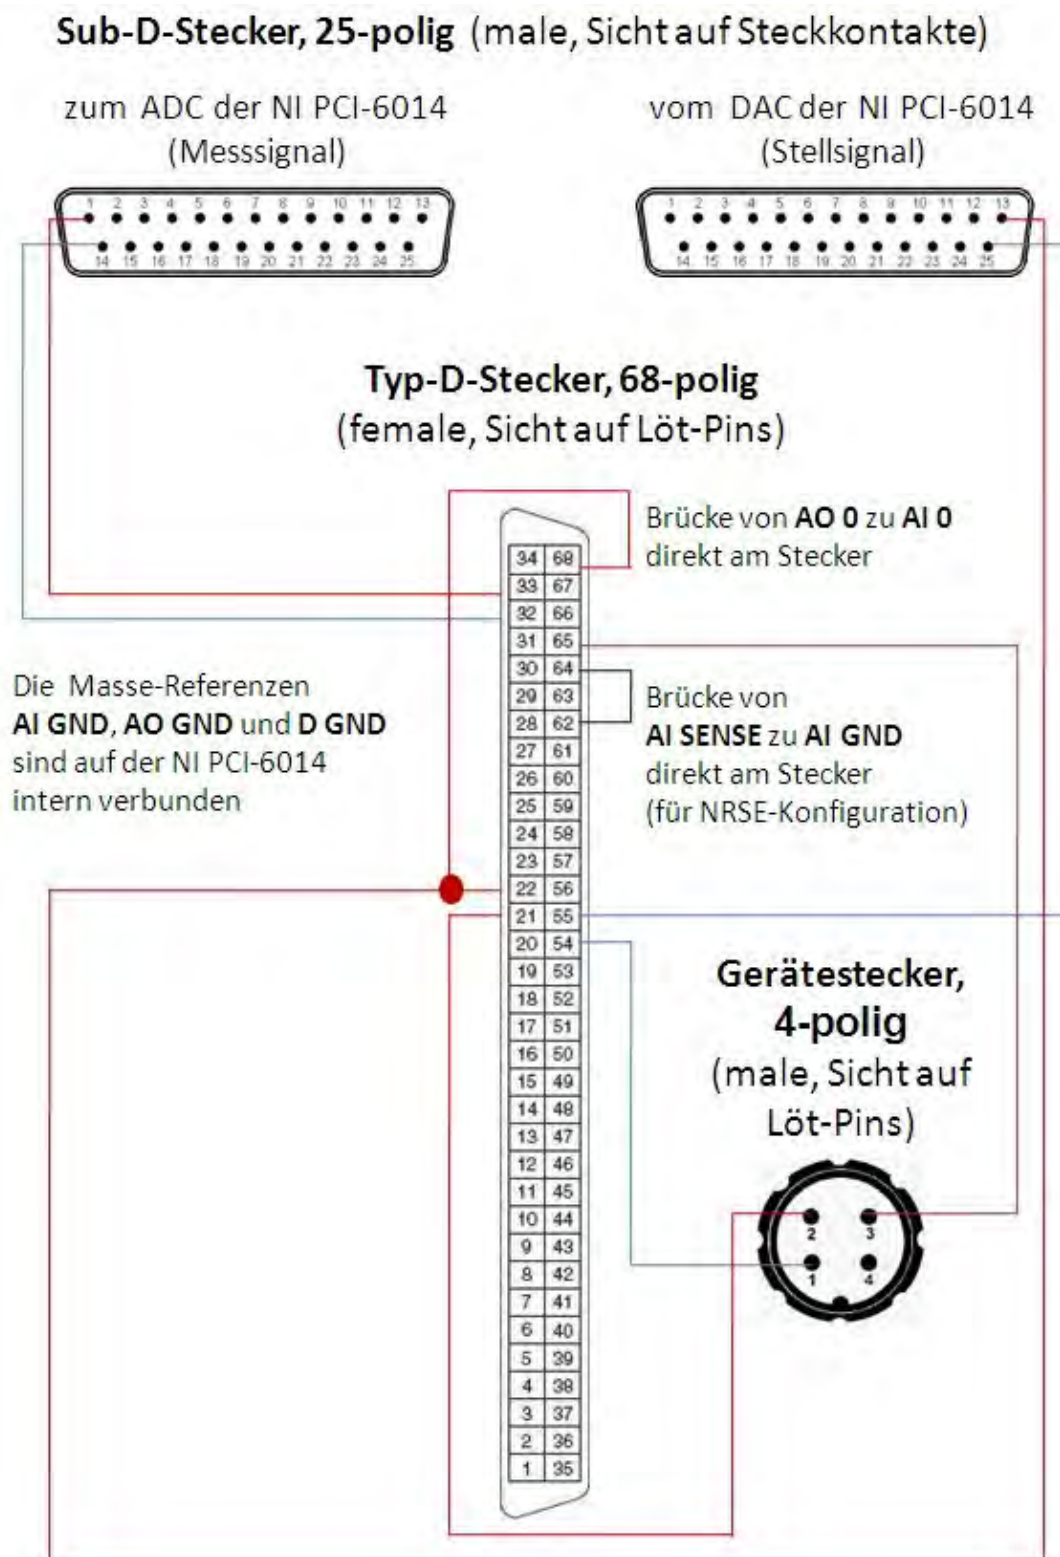 Sub-D-Stecker, 25-polig (male, Sicht auf Steckkontakte)
zum ADC der NI PCI-6014
(Messsignal)
vom DAC der NI PCI-6014
(Stellsignal)
1 2 3 4 5 6 7 8 9 10 11 12 13
14 15 16 17 18 19 20 21 22 23 24 25
1 2 3 4 5 6 7 8 9 10 11 12 13
14 15 16 17 18 19 20 21 22 23 24 25
Typ-D-Stecker, 68-polig
(female, Sicht auf Löt-Pins)
Brücke von AO 0 zu AI 0
direkt am Stecker
Die Masse-Referenzen
AI GND, AO GND und D GND
sind auf der NI PCI-6014
intern verbunden
Brücke von
AI SENSE zu AI GND
direkt am Stecker
(für NRSE-Konfiguration)
34 68
33 67
32 66
31 65
30 64
29 63
28 62
27 61
26 60
25 59
24 58
23 57
22 56
21 55
20 54
19 53
18 52
17 51
16 50
15 49
14 48
13 47
12 46
11 45
10 44
9 43
8 42
7 41
6 40
5 39
4 38
3 37
2 36
1 35
Gerätestecker,
4-polig
(male, Sicht auf
Löt-Pins)
2 3
1 4